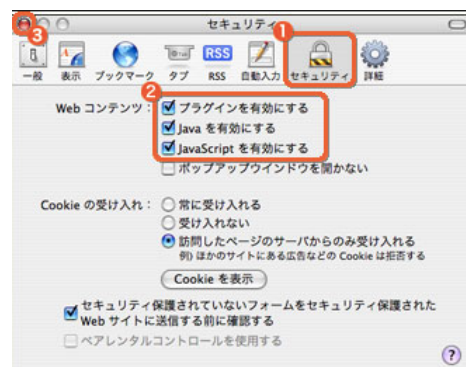 セキュリティ
1
3
一般 表示 ブックマーク タブ RSS 自動入力 セキュリティ 詳細
RSS
2
Web コンテンツ： プラグインを有効にする
Java を有効にする
JavaScript を有効にする
ポップアップウインドウを開かない
Cookie の受け入れ： 常に受け入れる
受け入れない
訪問したページのサーバからのみ受け入れる
例) ほかのサイトにある広告などの Cookie は拒否する
Cookie を表示
セキュリティ保護されていないフォームをセキュリティ保護された
Web サイトに送信する前に確認する
ペアレンタルコントロールを使用する
?